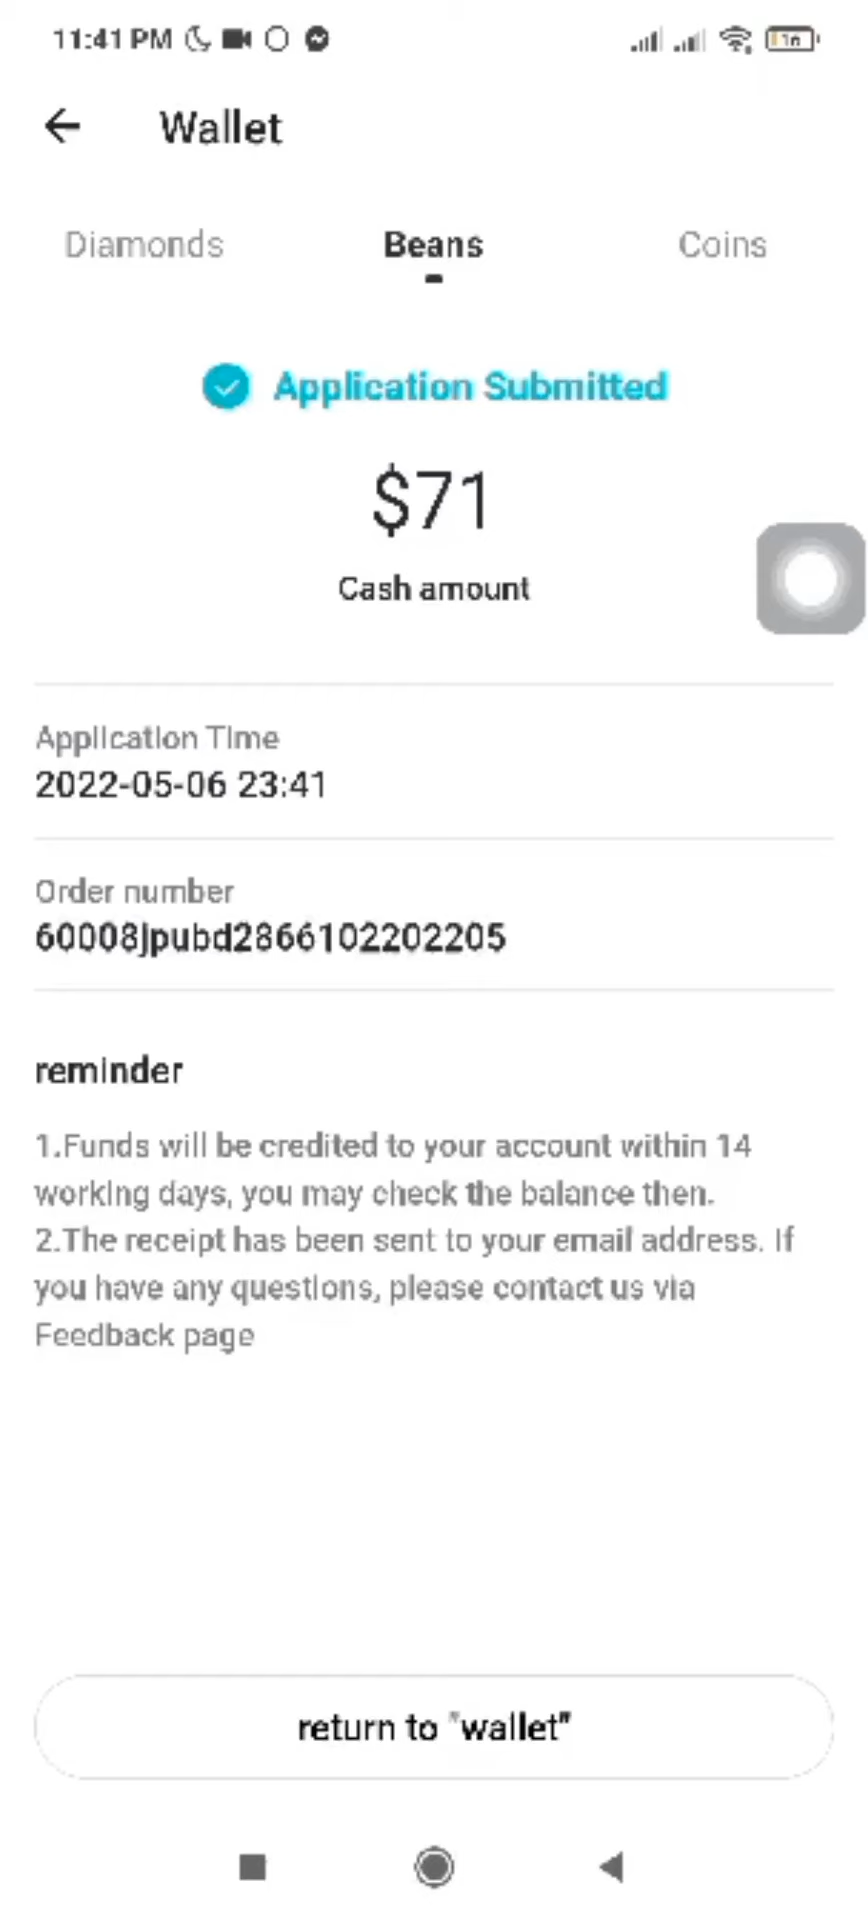 11:41 PM
16
Wallet
Diamonds Beans Coins
Application Submitted
$71
Cash amount
Application Time
2022-05-06 23:41
Order number
60008jpubd2866102202205
reminder
1.Funds will be credited to your account within 14
working days, you may check the balance then.
2.The receipt has been sent to your email address. If
you have any questions, please contact us via
Feedback page
return to "wallet"